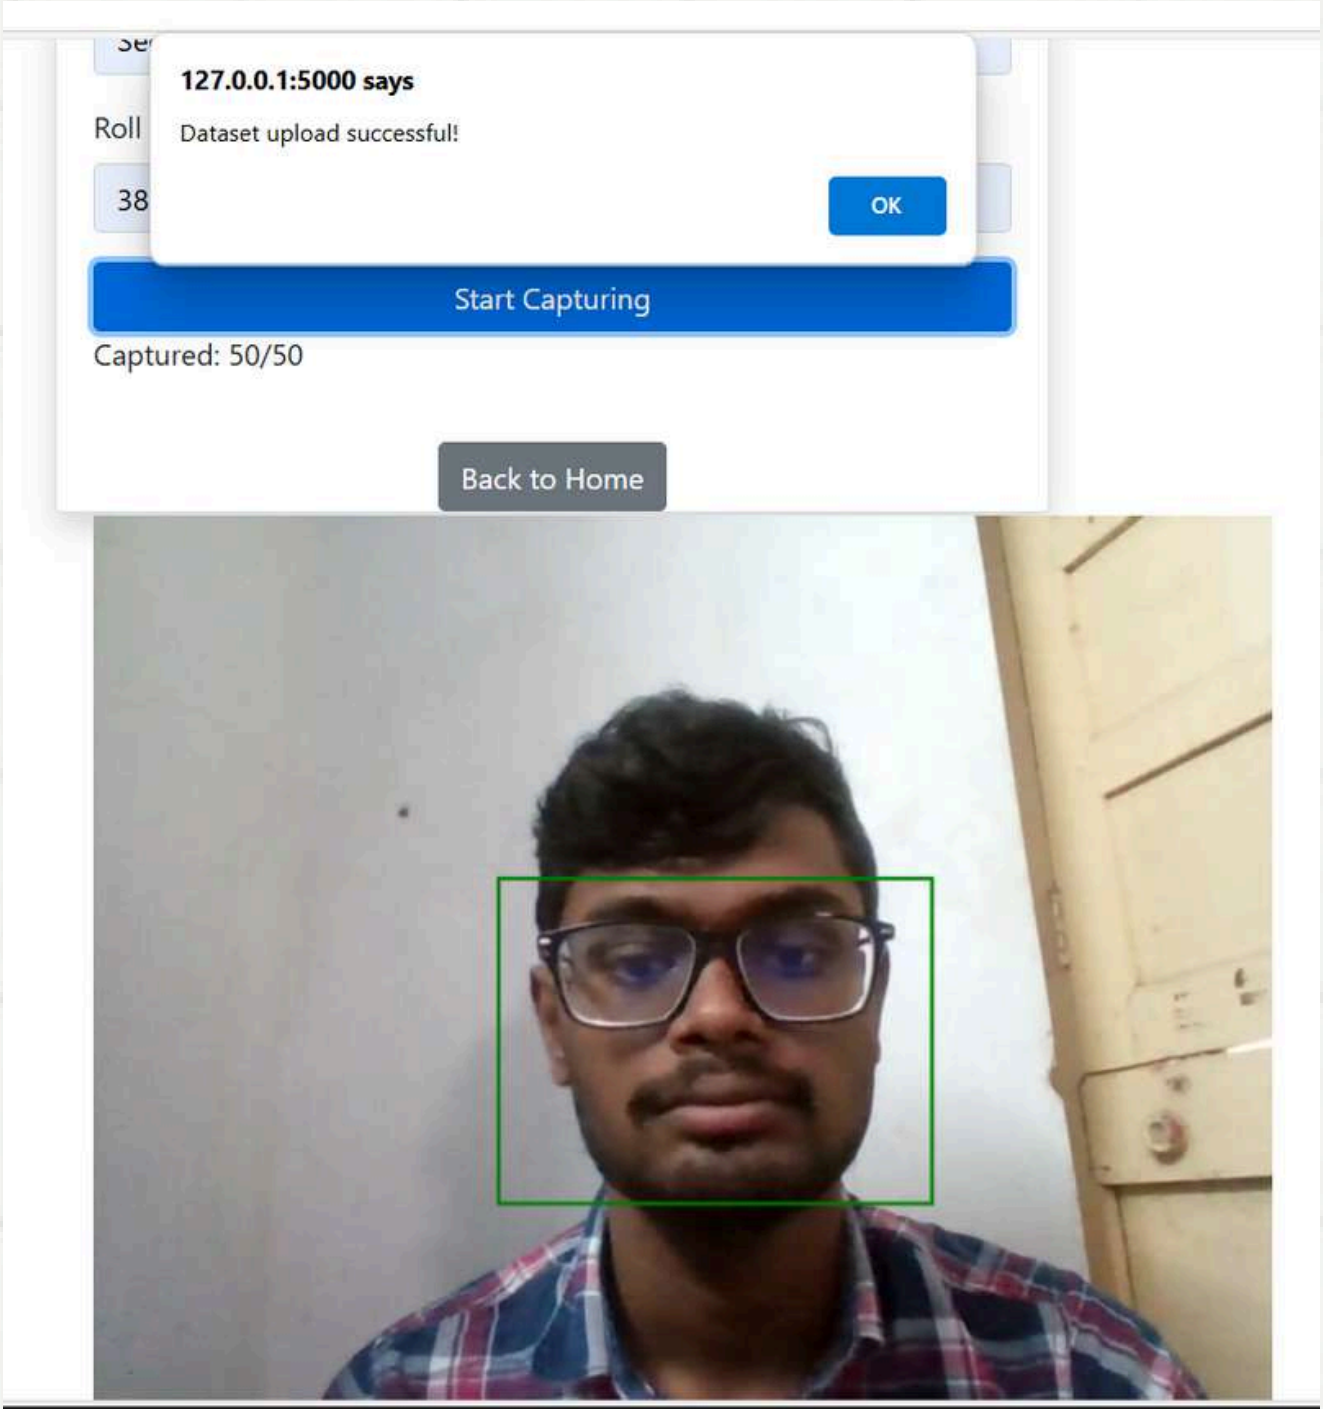 127.0.0.1:5000 says
Dataset upload successful!
OK
Roll
38
Start Capturing
Captured: 50/50
Back to Home